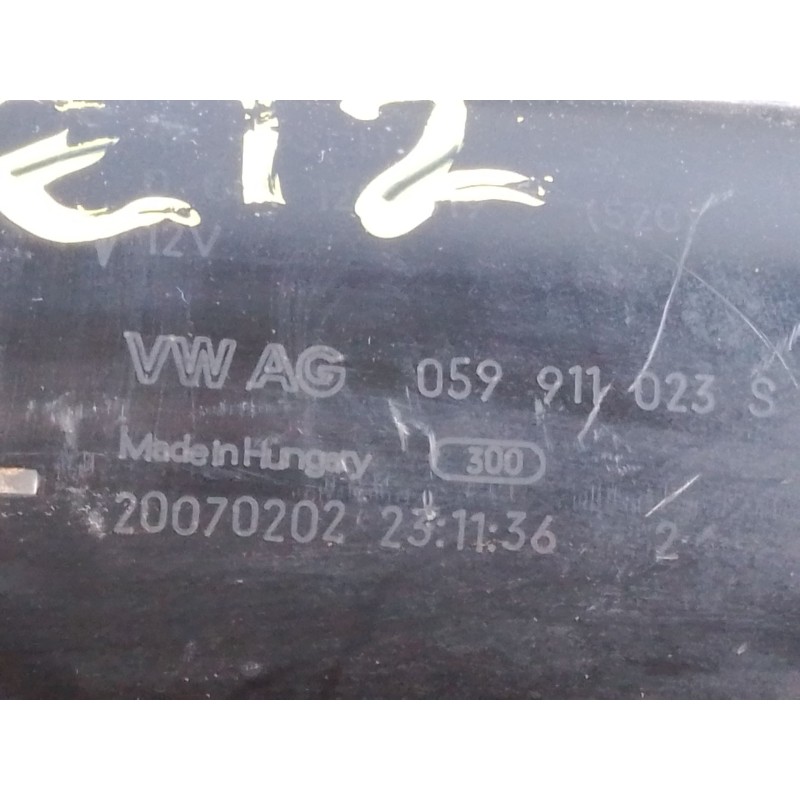 12V
VW AG 059 911 023 S
Made in Hungary 300
20070202 23:11:36 2